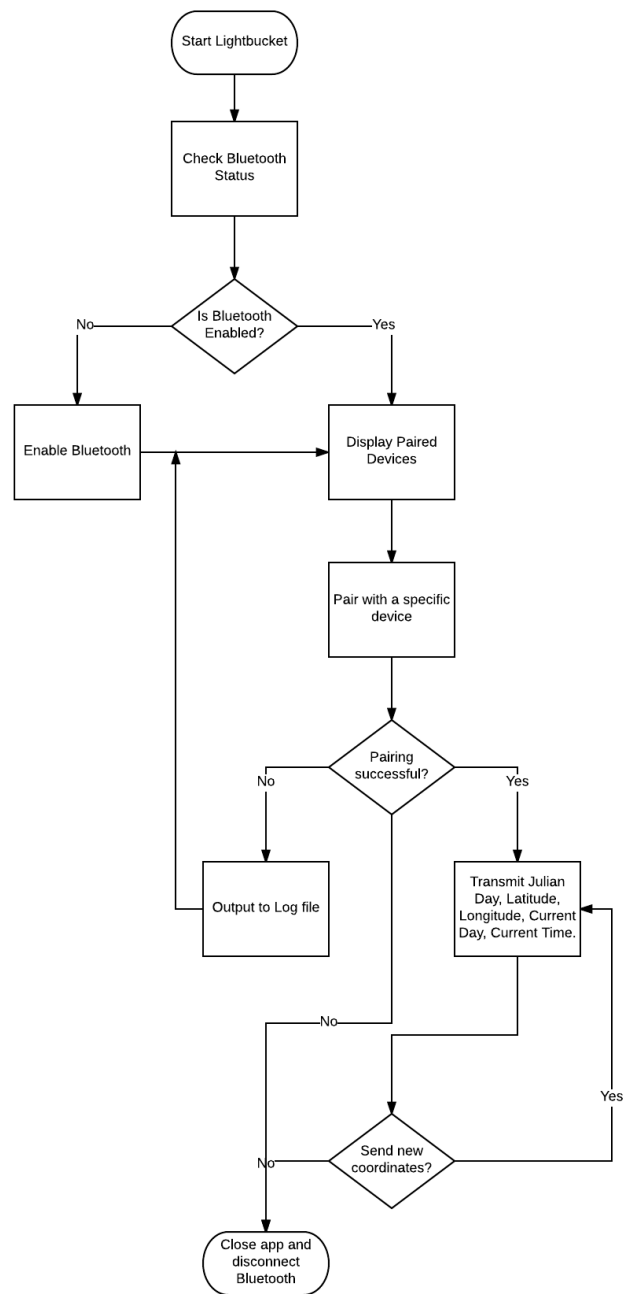 Start Lightbucket
Check Bluetooth
Status
Is Bluetooth
Enabled?
No
Yes
Enable Bluetooth
Display Paired
Devices
Pair with a specific
device
Pairing
successful?
No
Yes
Output to Log file
Transmit Julian
Day, Latitude,
Longitude, Current
Day, Current Time.
No
Yes
Send new
coordinates?
No
Close app and
disconnect
Bluetooth